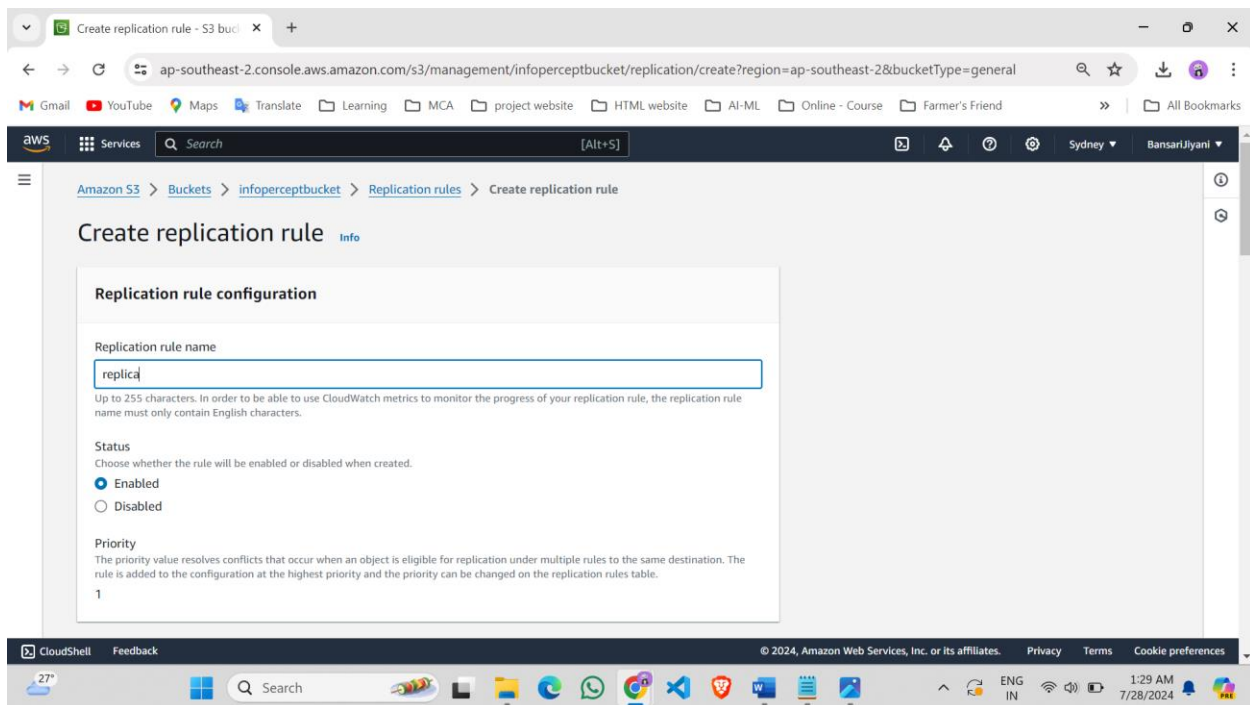 Create replication rule - S3 buc
ap-southeast-2.console.aws.amazon.com/s3/management/infoperceptbucket/replication/create?region=ap-southeast-2&bucketType=general
Gmail YouTube Maps Translate Learning MCA project website HTML website AI-ML Online - Course Farmer's Friend » All Bookmarks
aws Services Search [Alt+S] Sydney ▼ BansariJiyani ▼
Amazon S3 > Buckets > infoperceptbucket > Replication rules > Create replication rule
Create replication rule Info
Replication rule configuration
Replication rule name
replica
Up to 255 characters. In order to be able to use CloudWatch metrics to monitor the progress of your replication rule, the replication rule
name must only contain English characters.
Status
Choose whether the rule will be enabled or disabled when created.
Enabled
Disabled
Priority
The priority value resolves conflicts that occur when an object is eligible for replication under multiple rules to the same destination. The
rule is added to the configuration at the highest priority and the priority can be changed on the replication rules table.
1
CloudShell Feedback © 2024, Amazon Web Services, Inc. or its affiliates. Privacy Terms Cookie preferences
27° Search ENG IN 1:29 AM
7/28/2024